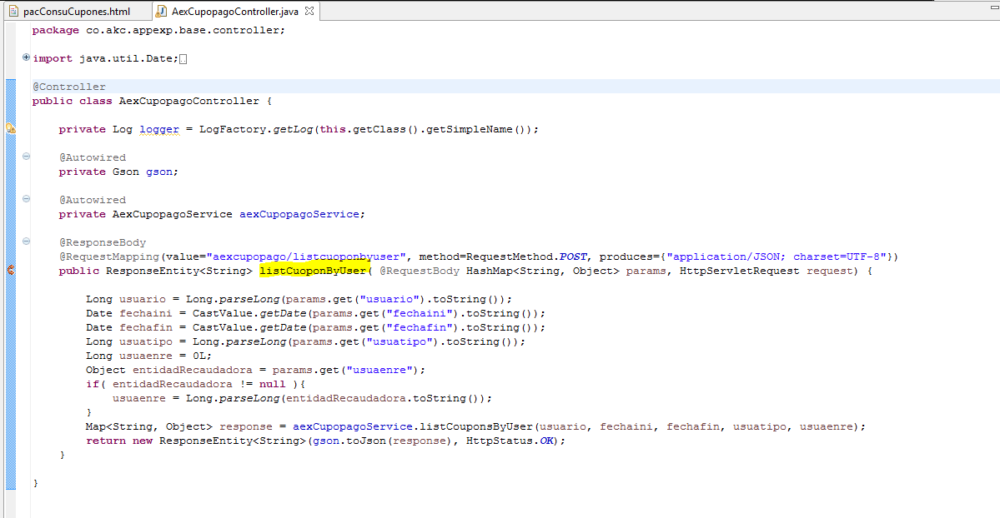 pacConsuCupones.html AexCupopagoController.java
package co.akc.appexp.base.controller;
import java.util.Date;
@Controller
public class AexCupopagoController {
private Log logger = LogFactory.getLog(this.getClass().getSimpleName());
@Autowired
private Gson gson;
@Autowired
private AexCupopagoService aexCupopagoService;
@ResponseBody
@RequestMapping(value="aexcupopago/listcuoponbyuser", method=RequestMethod.POST, produces={"application/JSON; charset=UTF-8"})
public ResponseEntity<String> listCuoponByUser( @RequestBody HashMap<String, Object> params, HttpServletRequest request) {
Long usuario = Long.parseLong(params.get("usuario").toString());
Date fechaini = CastValue.getDate(params.get("fechaini").toString());
Date fechafin = CastValue.getDate(params.get("fechafin").toString());
Long usuatipo = Long.parseLong(params.get("usuatipo").toString());
Long usuaenre = 0L;
Object entidadRecaudadora = params.get("usuaenre");
if( entidadRecaudadora != null ){
usuaenre = Long.parseLong(entidadRecaudadora.toString());
}
Map<String, Object> response = aexCupopagoService.listCouponsByUser(usuario, fechaini, fechafin, usuatipo, usuaenre);
return new ResponseEntity<String>(gson.toJson(response), HttpStatus.OK);
}
}